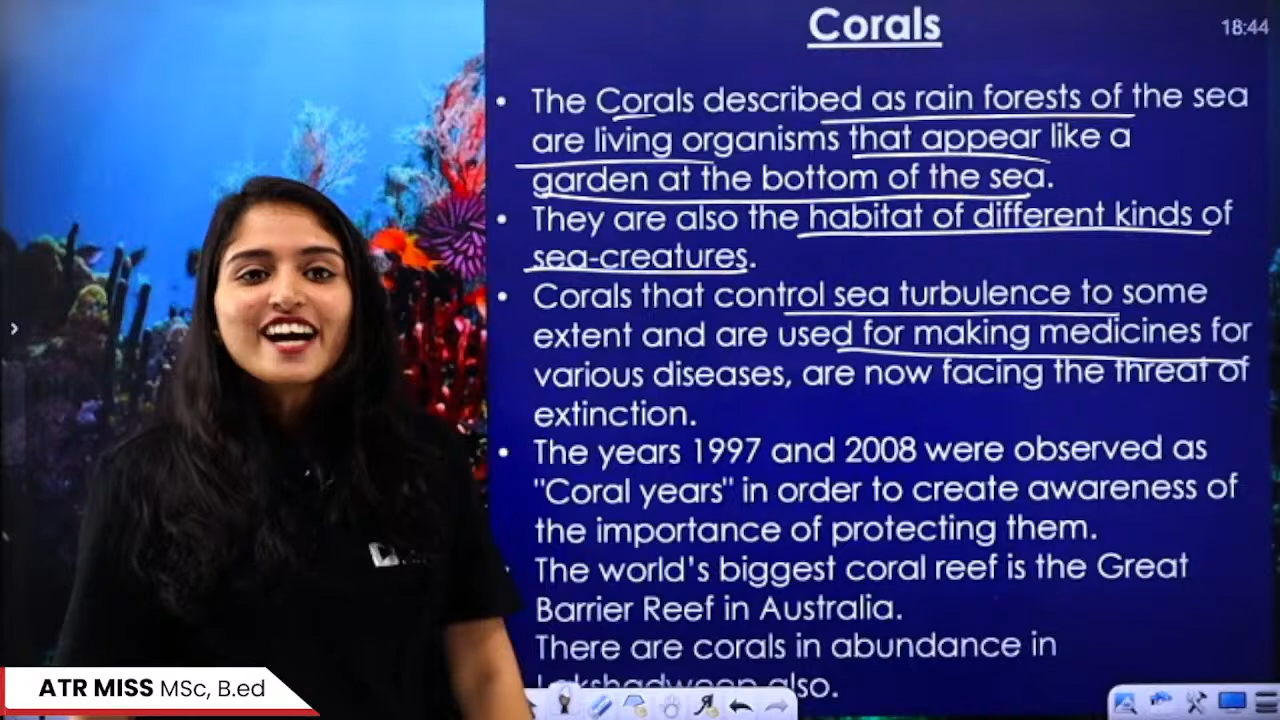 Corals
18:44
• The Corals described as rain forests of the sea
are living organisms that appear like a
garden at the bottom of the sea.
• They are also the habitat of different kinds of
sea-creatures.
• Corals that control sea turbulence to some
extent and are used for making medicines for
various diseases, are now facing the threat of
extinction.
• The years 1997 and 2008 were observed as
"Coral years" in order to create awareness of
the importance of protecting them.
The world's biggest coral reef is the Great
Barrier Reef in Australia.
There are corals in abundance in
Lakshadweep also.
ATR MISS MSc, B.ed